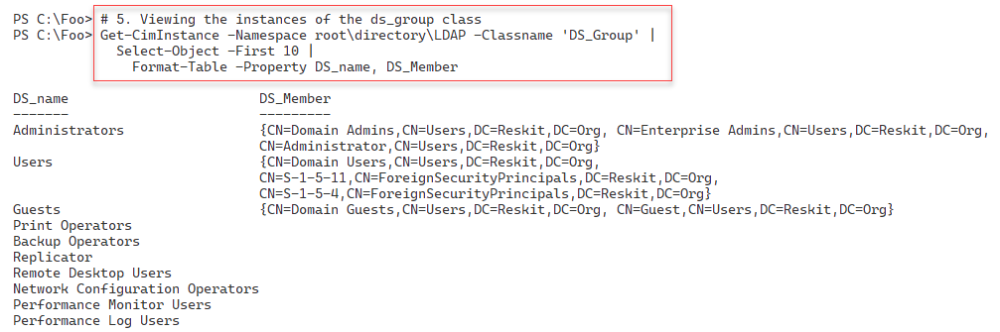 PS C:\Foo> # 5. Viewing the instances of the ds_group class
PS C:\Foo> Get-CimInstance -Namespace root\directory\LDAP -Classname 'DS_Group' |
Select-Object -First 10 |
Format-Table -Property DS_name, DS_Member
DS_name DS_Member
------- ---------
Administrators {CN=Domain Admins,CN=Users,DC=Reskit,DC=Org, CN=Enterprise Admins,CN=Users,DC=Reskit,DC=Org,
CN=Administrator,CN=Users,DC=Reskit,DC=Org}
Users {CN=Domain Users,CN=Users,DC=Reskit,DC=Org,
CN=S-1-5-11,CN=ForeignSecurityPrincipals,DC=Reskit,DC=Org,
CN=S-1-5-4,CN=ForeignSecurityPrincipals,DC=Reskit,DC=Org}
Guests {CN=Domain Guests,CN=Users,DC=Reskit,DC=Org, CN=Guest,CN=Users,DC=Reskit,DC=Org}
Print Operators
Backup Operators
Replicator
Remote Desktop Users
Network Configuration Operators
Performance Monitor Users
Performance Log Users